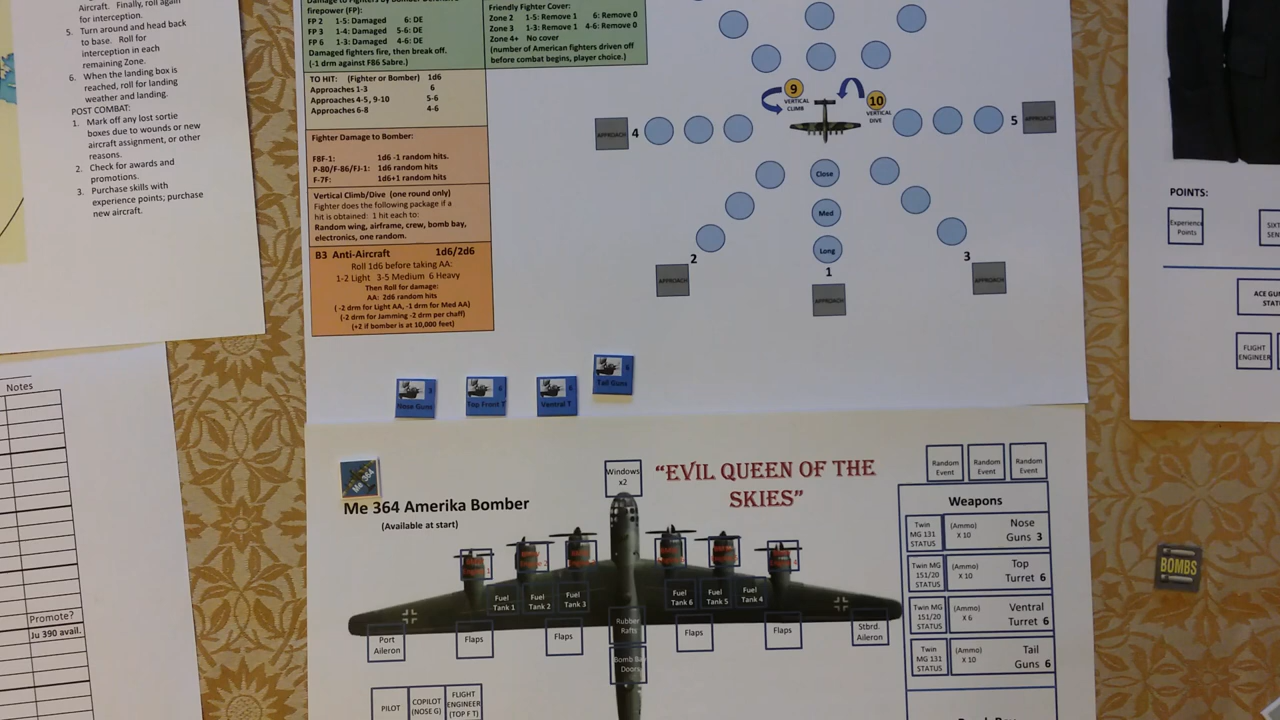 Aircraft. Finally, roll again
for interception.
5. Turn around and head back
to base. Roll for
interception in each
remaining Zone.
6. When the landing box is
reached, roll for landing
weather and landing.
POST COMBAT:
1. Mark off any lost sortie
boxes due to wounds or new
aircraft assignment, or other
reasons.
2. Check for awards and
promotions.
3. Purchase skills with
experience points; purchase
new aircraft.
Notes
Promote?
Ju 390 avail.
firepower (FP):
FP 2 1-5: Damaged 6: DE
FP 3 1-4: Damaged 5-6: DE
FP 6 1-3: Damaged 4-6: DE
Damaged fighters fire, then break off.
(-1 drm against F86 Sabre.)
Friendly Fighter Cover:
Zone 2 1-5: Remove 1 6: Remove 0
Zone 3 1-3: Remove 1 4-6: Remove 0
Zone 4+ No cover
(number of American fighters driven off
before combat begins, player choice.)
TO HIT: (Fighter or Bomber) 1d6
Approaches 1-3 6
Approaches 4-5, 9-10 5-6
Approaches 6-8 4-6
Fighter Damage to Bomber:
F8F-1: 1d6 -1 random hits.
P-80/F-86/FJ-1: 1d6 random hits
F-7F: 1d6+1 random hits
Vertical Climb/Dive (one round only)
Fighter does the following package if a
hit is obtained: 1 hit each to:
Random wing, airframe, crew, bomb bay,
electronics, one random.
B3 Anti-Aircraft 1d6/2d6
Roll 1d6 before taking AA:
1-2 Light 3-5 Medium 6 Heavy
Then Roll for damage:
AA: 2d6 random hits
( -2 drm for Light AA, -1 drm for Med AA)
(-2 drm for Jamming -2 drm per chaff)
(+2 if bomber is at 10,000 feet)
9
VERTICAL
CLIMB
10
VERTICAL
DIVE
APPROACH
4
5
APPROACH
Close
Med
Long
2
1
3
APPROACH
APPROACH
APPROACH
POINTS:
Experience
Points
ACE GU
STAT
FLIGHT
ENGINEER
Nose Guns
3
Top Front T
6
Ventral T
6
Tail Guns
6
Me 364
Me 364 Amerika Bomber
(Available at start)
Windows
x2
"EVIL QUEEN OF THE
SKIES"
Random
Event
Random
Event
Random
Event
Fuel
Tank 1
Fuel
Tank 2
Fuel
Tank 3
Fuel
Tank 6
Fuel
Tank 5
Fuel
Tank 4
Port
Aileron
Flaps
Flaps
Rubber
Rafts
Flaps
Flaps
Stbrd.
Aileron
Bomb Bay
Doors
PILOT
COPILOT
(NOSE G)
FLIGHT
ENGINEER
(TOP F T)
Weapons
Twin
MG 131
STATUS
(Ammo)
X 10
Nose
Guns 3
Twin MG
151/20
STATUS
(Ammo)
X 10
Top
Turret 6
Twin MG
151/20
STATUS
(Ammo)
X 6
Ventral
Turret 6
Twin
MG 131
STATUS
(Ammo)
X 10
Tail
Guns 6
BOMBS